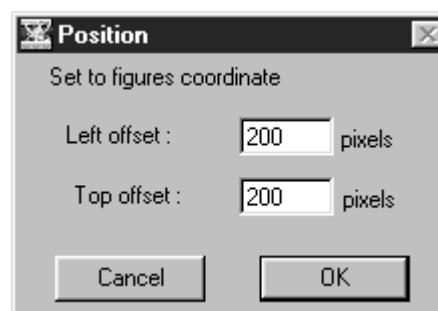 Position
Set to figures coordinate
Left offset : 200 pixels
Top offset : 200 pixels
Cancel OK